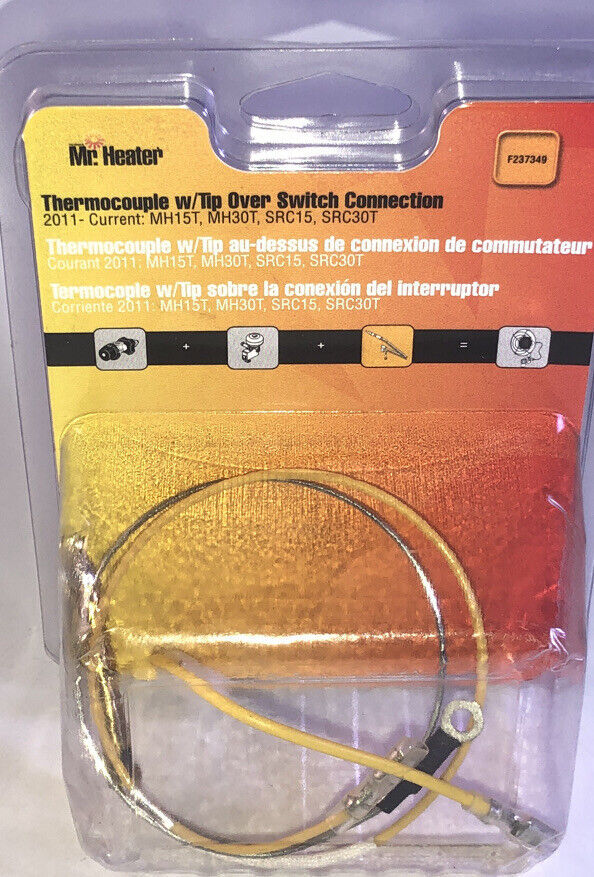 Mr. Heater
F237349
Thermocouple w/Tip Over Switch Connection
2011- Current: MH15T, MH30T, SRC15, SRC30T
Thermocouple w/Tip au-dessus de connexion de commutateur
Courant 2011: MH15T, MH30T, SRC15, SRC30T
Termocople w/Tip sobre la conexión del interruptor
Corriente 2011: MH15T, MH30T, SRC15, SRC30T
+ + =